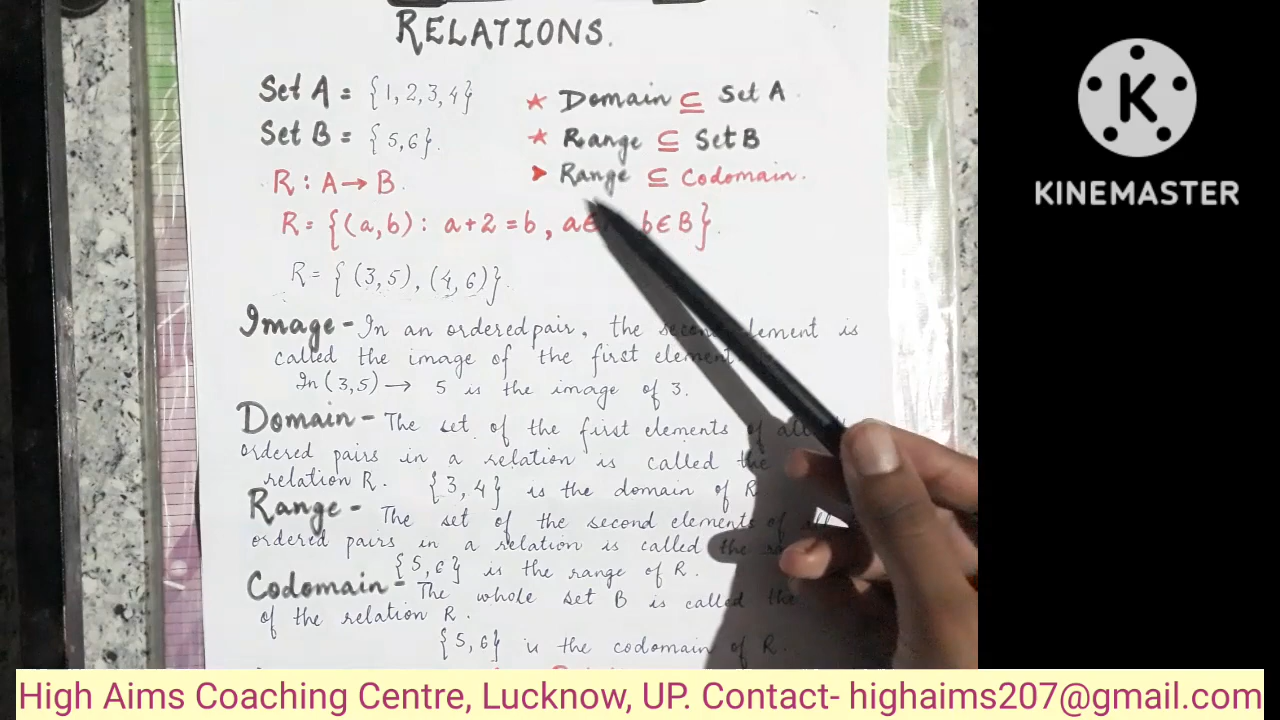 RELATIONS.
Set A = {1, 2, 3, 4}
Set B = {5, 6}.
R : A → B.
R = {(a, b) : a + 2 = b, a ∈ b ∈ B}.
R = {(3, 5), (4, 6)}.
★ Domain ⊆ Set A.
★ Range ⊆ Set B
➤ Range ⊆ Codomain.
Image - In an ordered pair, the second element is
called the image of the first element
In (3, 5) → 5 is the image of 3.
Domain - The set of the first elements of all
ordered pairs in a relation is called the
relation R. {3, 4} is the domain of R
Range - The set of the second elements of all
ordered pairs in a relation is called the
{5, 6} is the range of R.
Codomain - The whole set B is called the
of the relation R.
{5, 6} is the codomain of R.
K
KINEMASTER
High Aims Coaching Centre, Lucknow, UP. Contact- highaims207@gmail.com